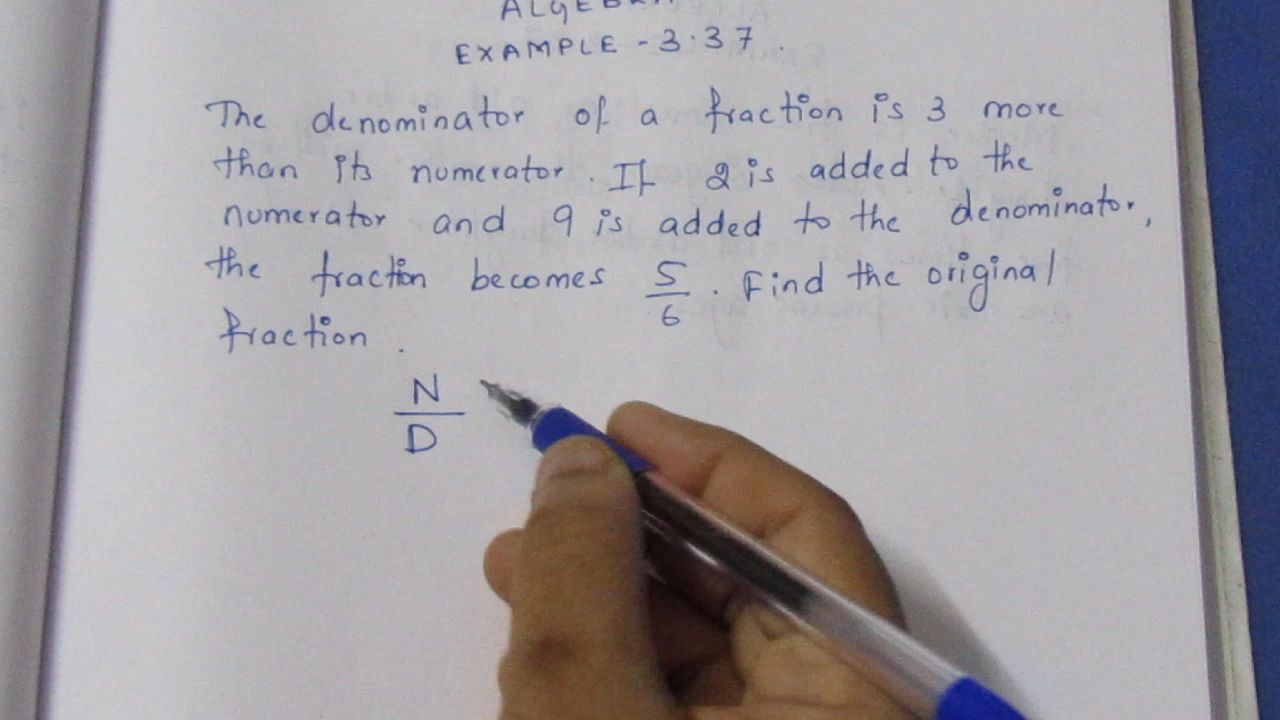 ALGEBRA
EXAMPLE - 3.37.
The denominator of a fraction is 3 more
than its numerator. If 2 is added to the
numerator and 9 is added to the denominator,
the fraction becomes 5/6. Find the original
fraction.
N
D